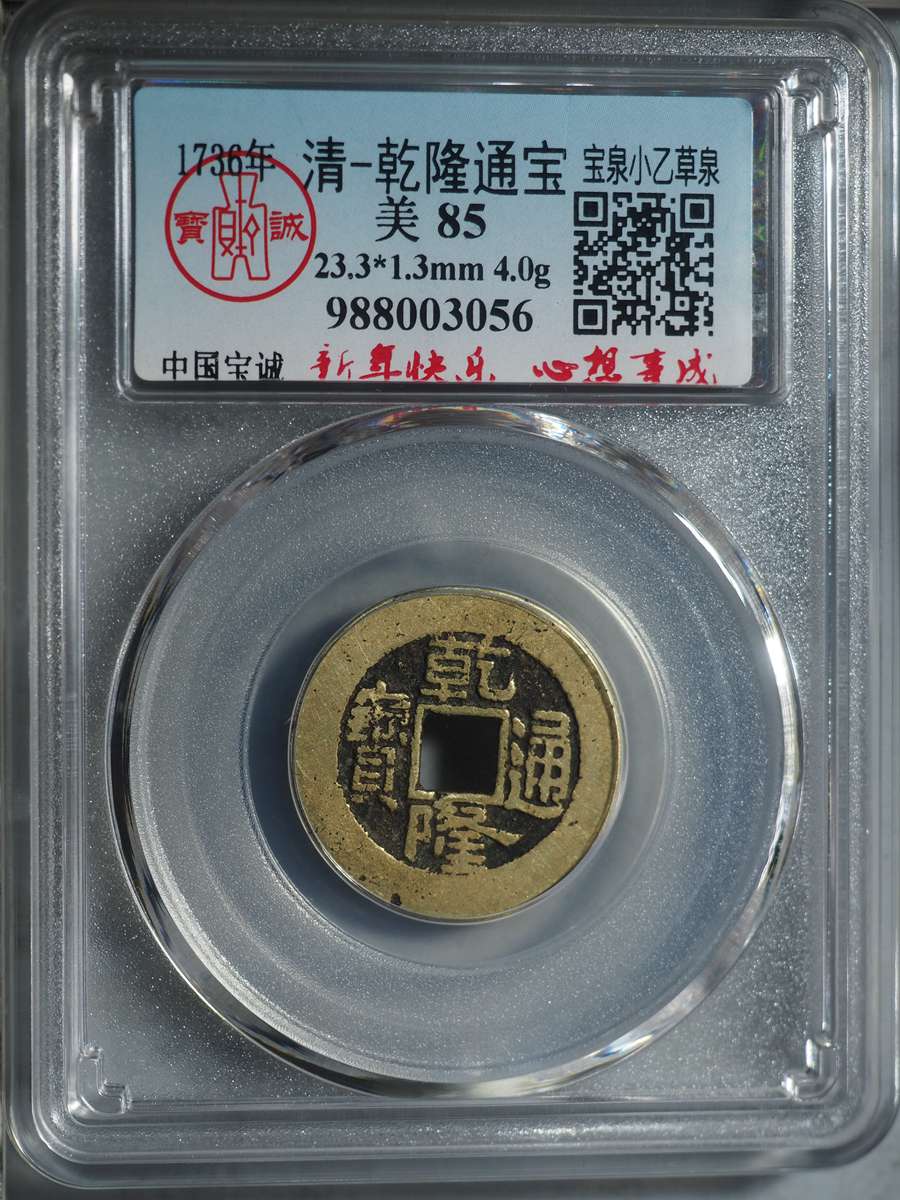 1736年 清-乾隆通宝 宝泉小乙草泉
美 85
23.3*1.3mm 4.0g
988003056
寶 誠
中国宝诚 新年快乐 心想事成
乾
隆
通
寶